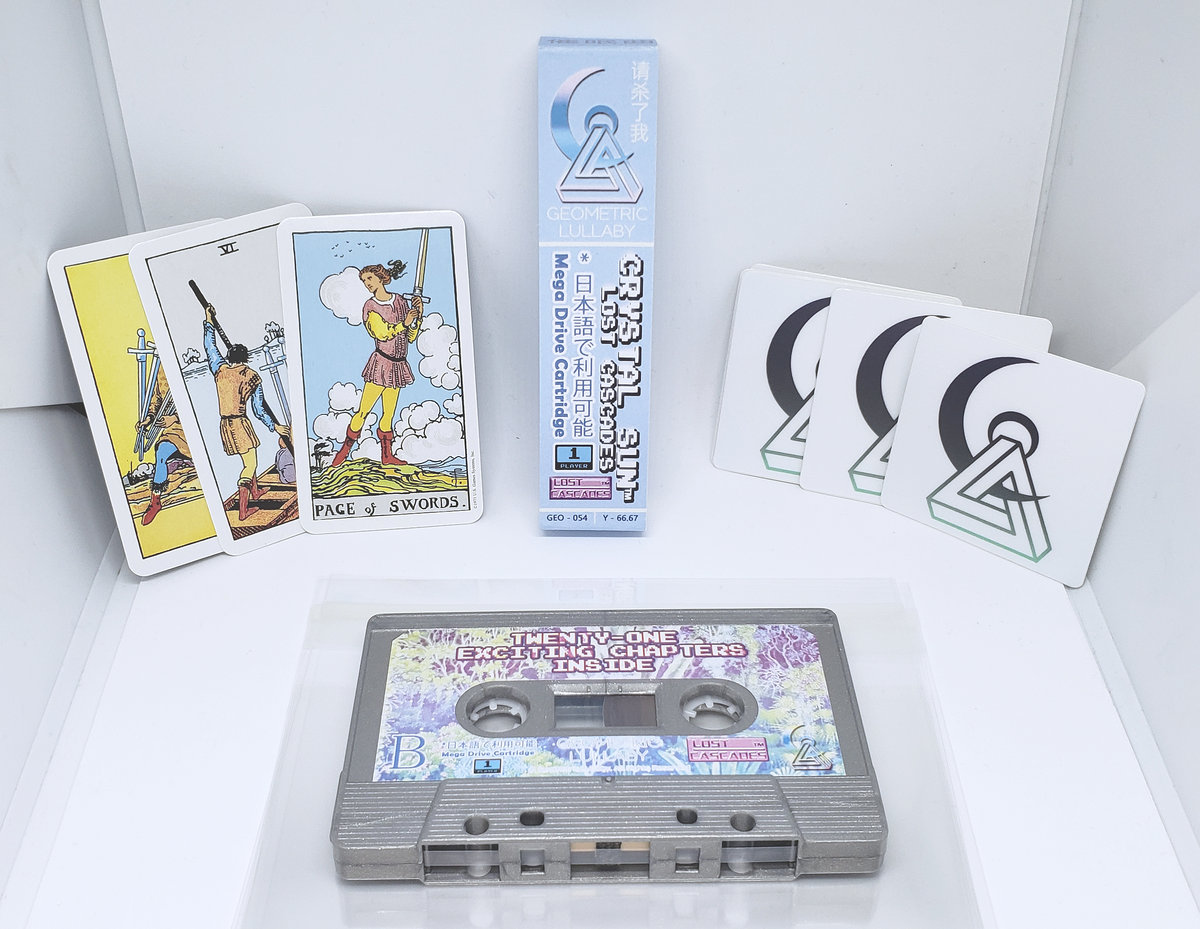 请杀了我
GEOMETRIC
LULLABY
CRYSTAL SUN™
LOST CASCADES
* 日本語で利用可能
Mega Drive Cartridge
1
PLAYER
LOST ™
CASCADES
GEO - 054 | Y - 66.67
VI
PAGE of SWORDS.
TWENTY-ONE
EXCITING CHAPTERS
INSIDE
B
*日本語で利用可能
Mega Drive Cartridge
1
LOST ™
CASCADES